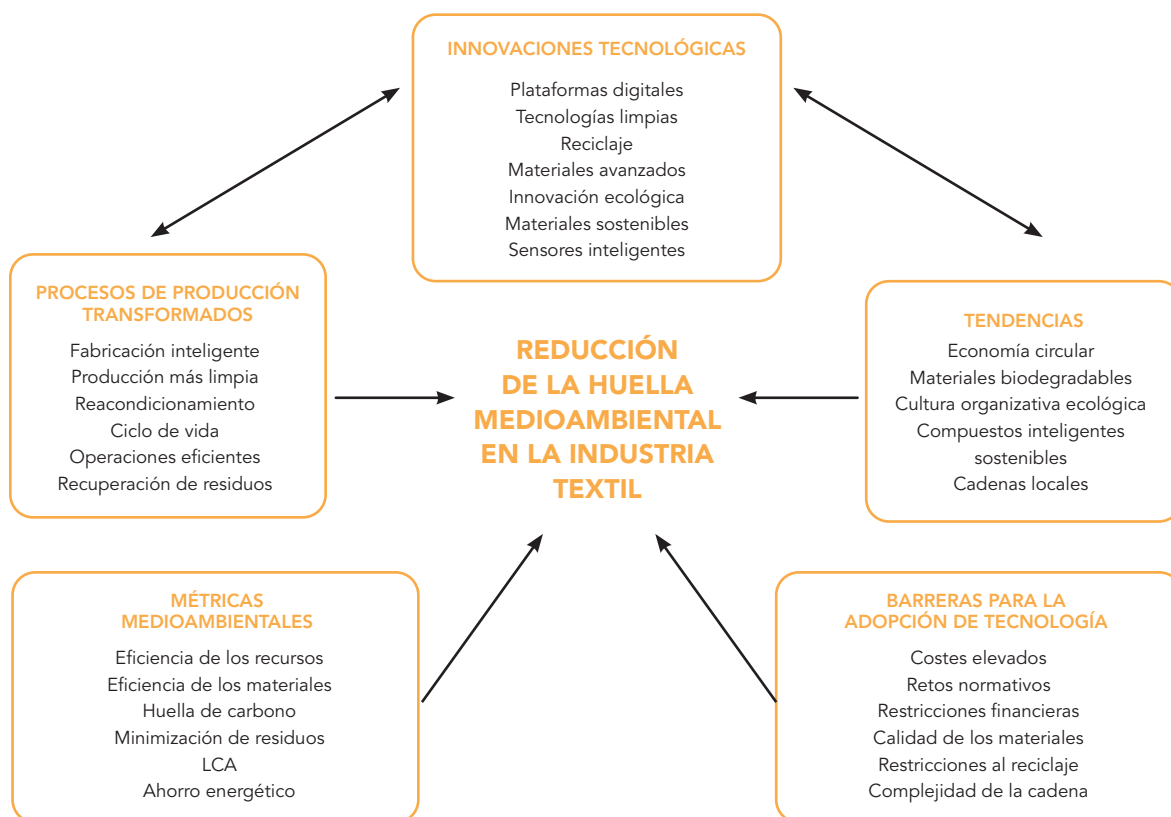 INNOVACIONES TECNOLÓGICAS
Plataformas digitales
Tecnologías limpias
Reciclaje
Materiales avanzados
Innovación ecológica
Materiales sostenibles
Sensores inteligentes
PROCESOS DE PRODUCCIÓN
TRANSFORMADOS
Fabricación inteligente
Producción más limpia
Reacondicionamiento
Ciclo de vida
Operaciones eficientes
Recuperación de residuos
REDUCCIÓN
DE LA HUELLA
MEDIOAMBIENTAL
EN LA INDUSTRIA
TEXTIL
TENDENCIAS
Economía circular
Materiales biodegradables
Cultura organizativa ecológica
Compuestos inteligentes
sostenibles
Cadenas locales
MÉTRICAS
MEDIOAMBIENTALES
Eficiencia de los recursos
Eficiencia de los materiales
Huella de carbono
Minimización de residuos
LCA
Ahorro energético
BARRERAS PARA LA
ADOPCIÓN DE TECNOLOGÍA
Costes elevados
Retos normativos
Restricciones financieras
Calidad de los materiales
Restricciones al reciclaje
Complejidad de la cadena